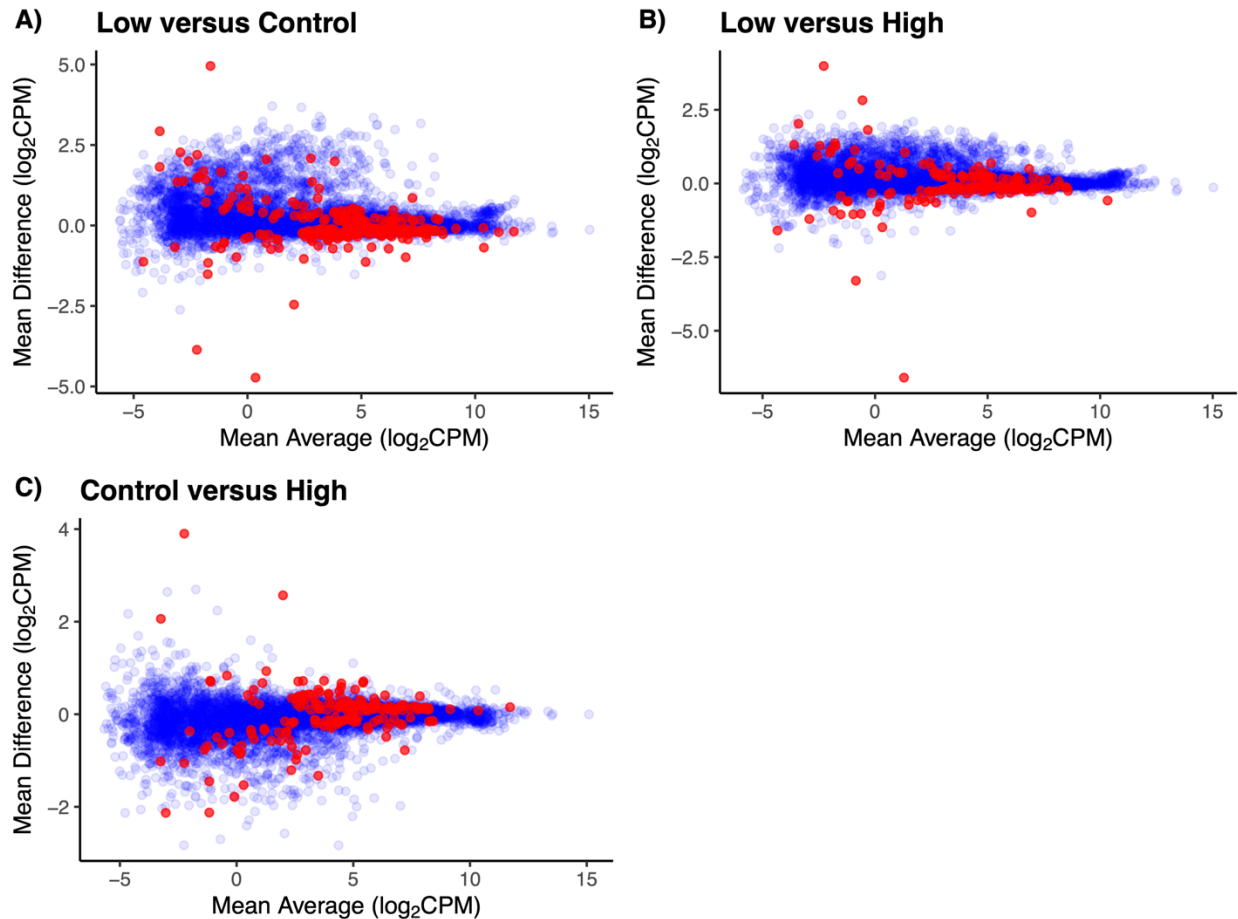 A) Low versus Control
5.0
2.5
0.0
−2.5
−5.0
Mean Difference (log₂CPM)
−5 0 5 10 15
Mean Average (log₂CPM)
B) Low versus High
2.5
0.0
−2.5
−5.0
Mean Difference (log₂CPM)
−5 0 5 10 15
Mean Average (log₂CPM)
C) Control versus High
4
2
0
−2
Mean Difference (log₂CPM)
−5 0 5 10 15
Mean Average (log₂CPM)